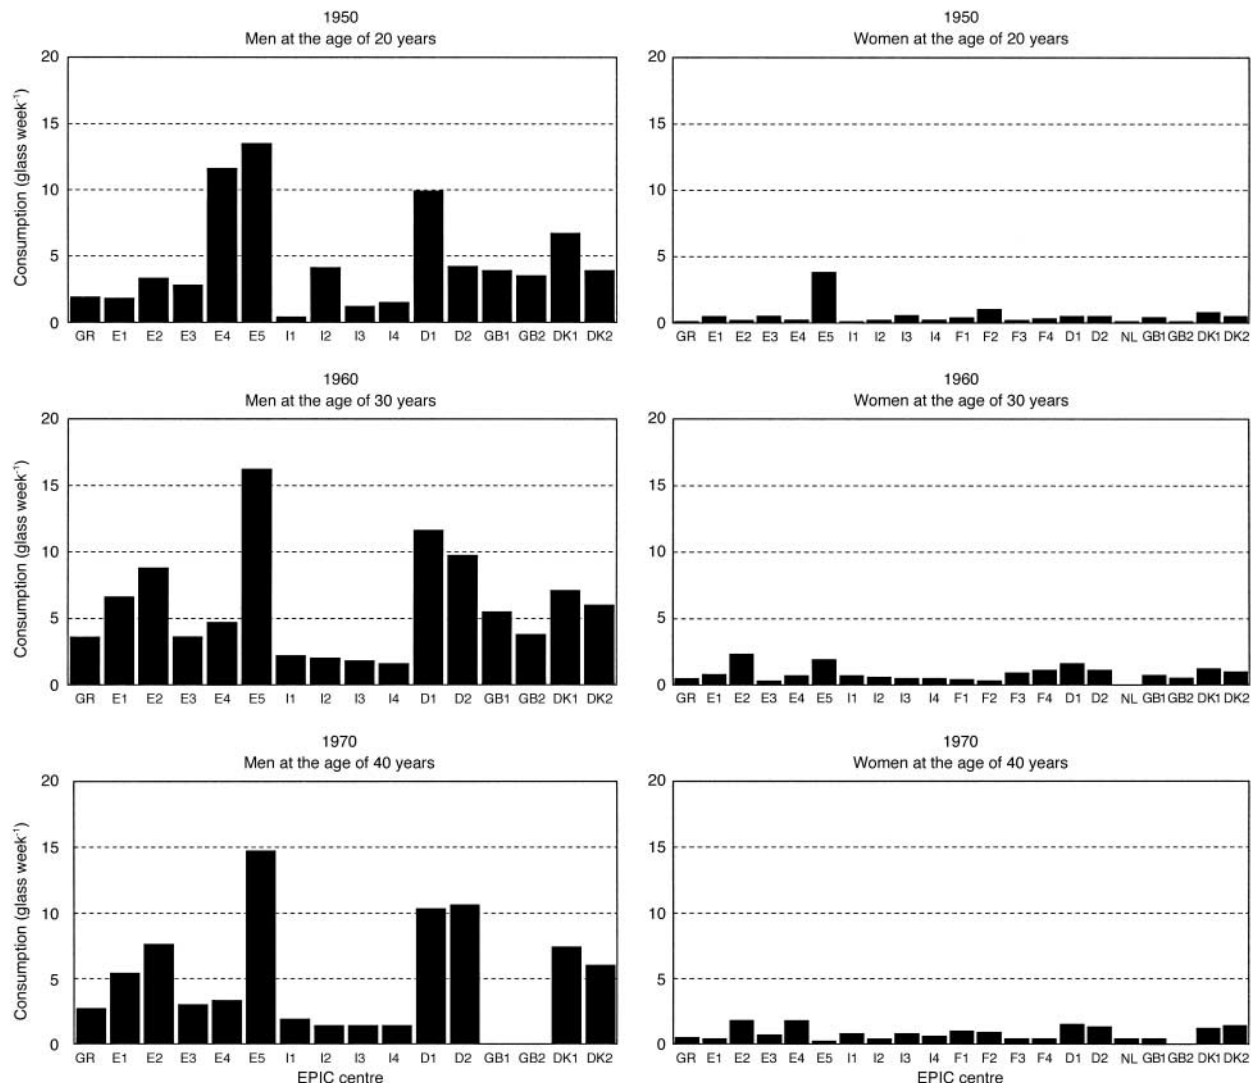 1950
Men at the age of 20 years
Consumption (glass week⁻¹)
20
15
10
5
0
GR E1 E2 E3 E4 E5 I1 I2 I3 I4 D1 D2 GB1 GB2 DK1 DK2
1950
Women at the age of 20 years
20
15
10
5
0
GR E1 E2 E3 E4 E5 I1 I2 I3 I4 F1 F2 F3 F4 D1 D2 NL GB1 GB2 DK1 DK2
1960
Men at the age of 30 years
Consumption (glass week⁻¹)
20
15
10
5
0
GR E1 E2 E3 E4 E5 I1 I2 I3 I4 D1 D2 GB1 GB2 DK1 DK2
1960
Women at the age of 30 years
20
15
10
5
0
GR E1 E2 E3 E4 E5 I1 I2 I3 I4 F1 F2 F3 F4 D1 D2 NL GB1 GB2 DK1 DK2
1970
Men at the age of 40 years
Consumption (glass week⁻¹)
20
15
10
5
0
GR E1 E2 E3 E4 E5 I1 I2 I3 I4 D1 D2 GB1 GB2 DK1 DK2
EPIC centre
1970
Women at the age of 40 years
20
15
10
5
0
GR E1 E2 E3 E4 E5 I1 I2 I3 I4 F1 F2 F3 F4 D1 D2 NL GB1 GB2 DK1 DK2
EPIC centre